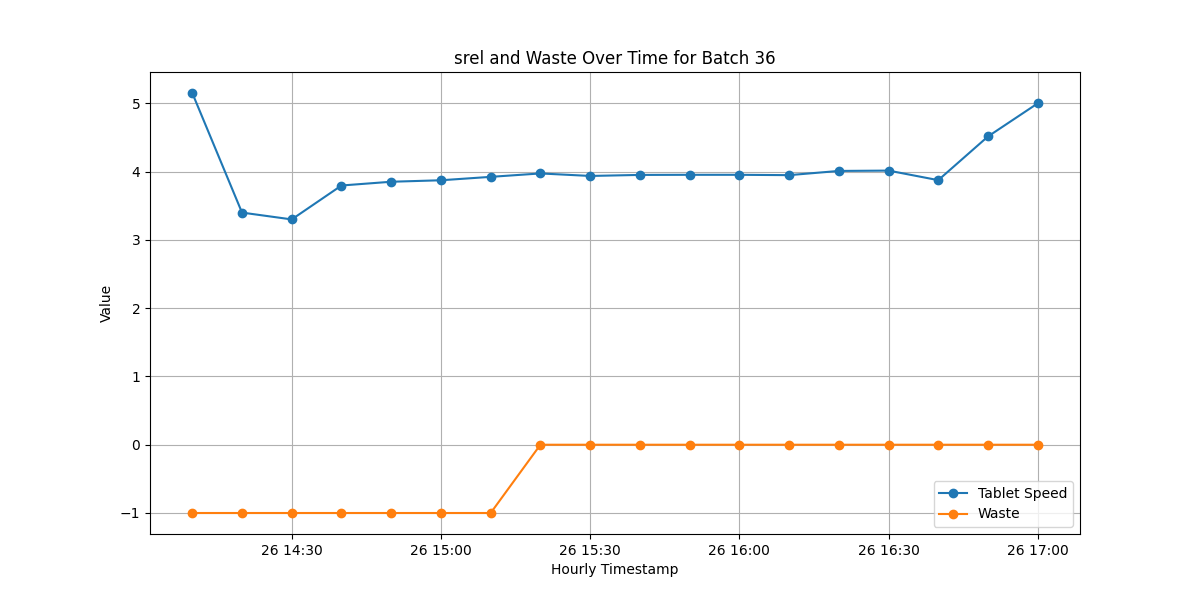 srel and Waste Over Time for Batch 36
5
4
3
2
1
0
−1
Value
26 14:30 26 15:00 26 15:30 26 16:00 26 16:30 26 17:00
Hourly Timestamp
Tablet Speed
Waste